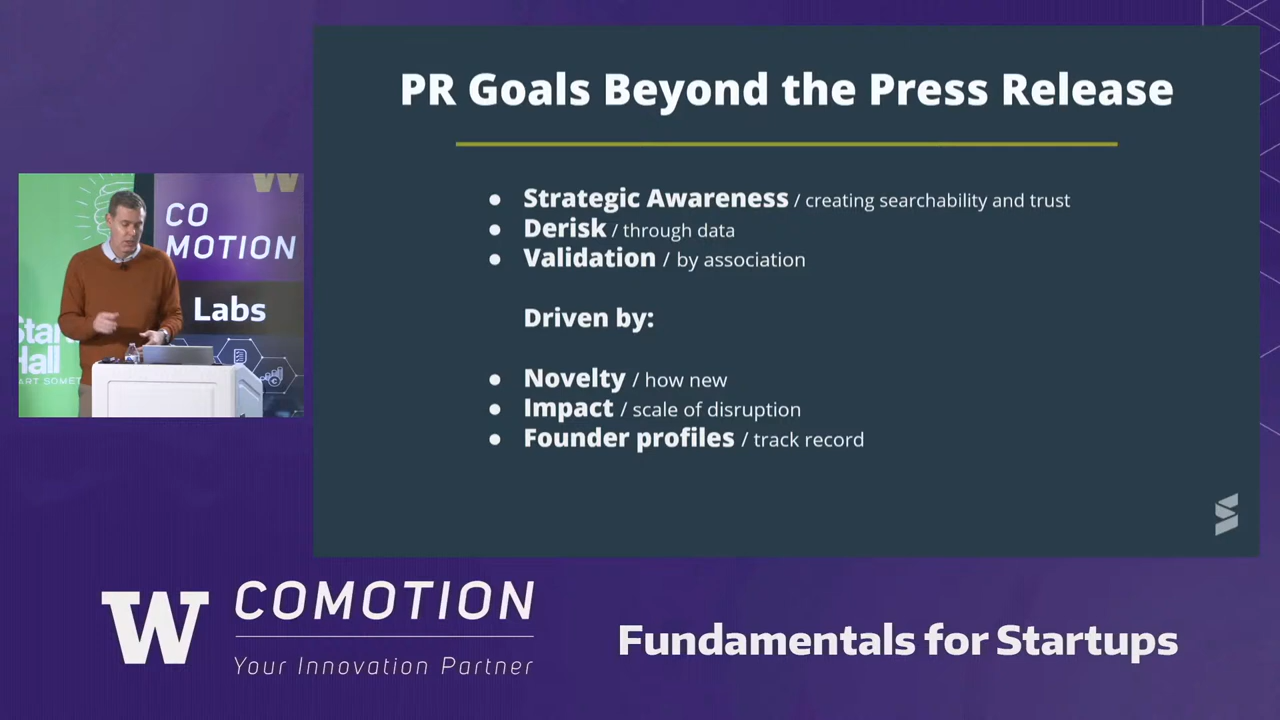 PR Goals Beyond the Press Release
● Strategic Awareness / creating searchability and trust
● Derisk / through data
● Validation / by association
Driven by:
● Novelty / how new
● Impact / scale of disruption
● Founder profiles / track record
W
CO
MOTION
Labs
Hall
W
COMOTION
Your Innovation Partner
Fundamentals for Startups